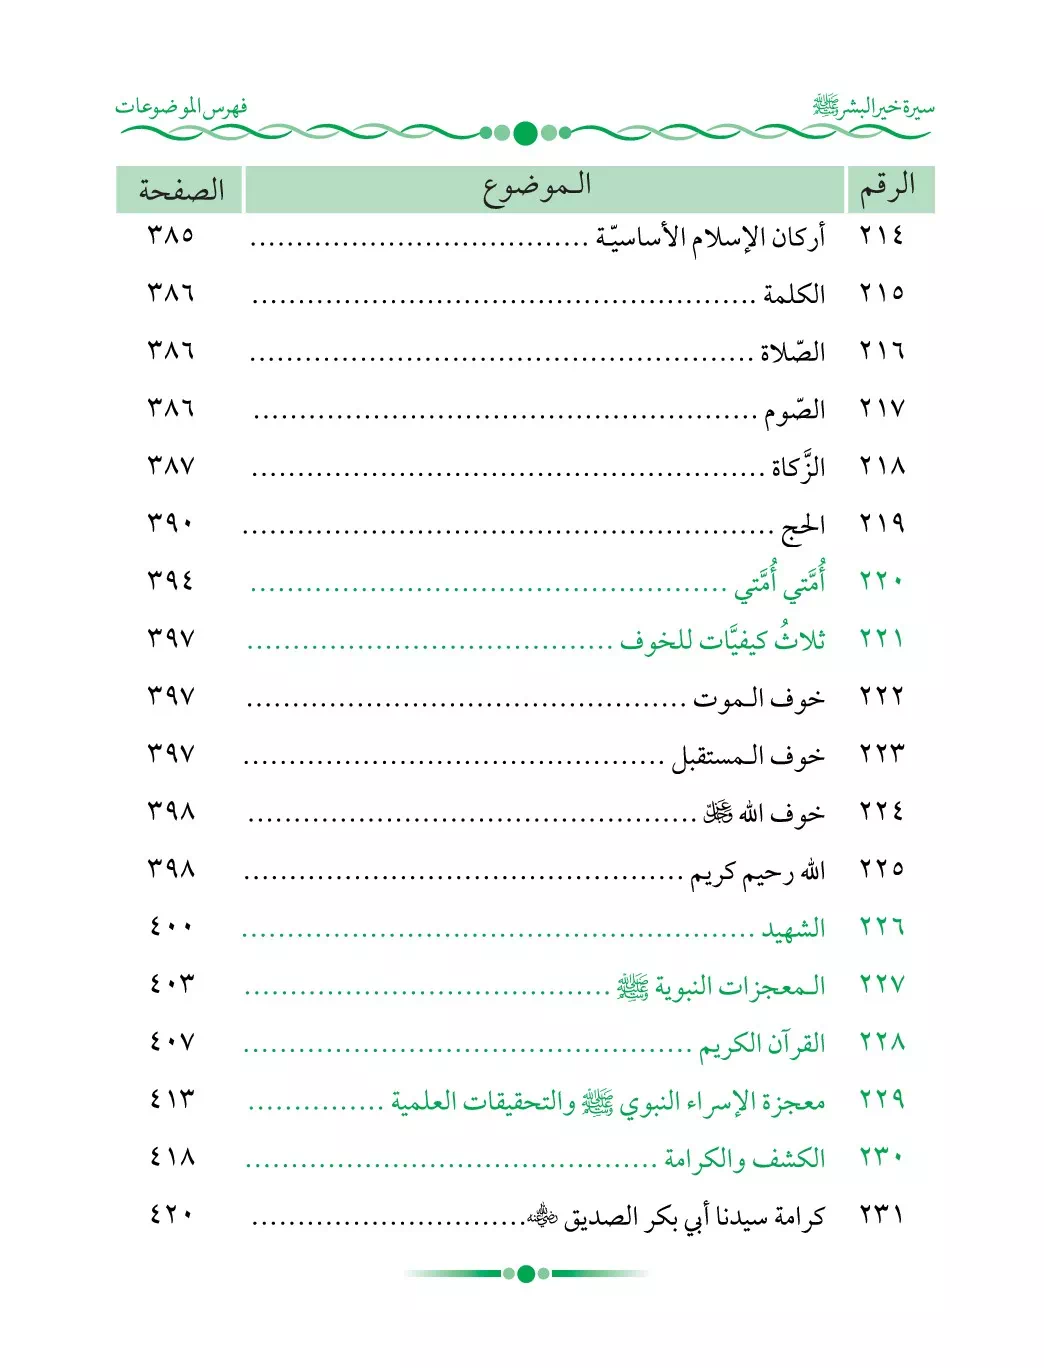 سيرة خير البشر ﷺ فهرس الموضوعات
الرقم الـموضوع الصفحة
٢١٤ أركان الإسلام الأساسيّـة ..................................... ٣٨٥
٢١٥ الكلمة ....................................................... ٣٨٦
٢١٦ الصّلاة ....................................................... ٣٨٦
٢١٧ الصّوم ....................................................... ٣٨٦
٢١٨ الزَّكاة ........................................................ ٣٨٧
٢١٩ الحج .......................................................... ٣٩٠
٢٢٠ أُمَّتي أُمَّتي .................................................... ٣٩٤
٢٢١ ثلاثُ كيفيَّات للخوف ........................................ ٣٩٧
٢٢٢ خوف الـموت ................................................ ٣٩٧
٢٢٣ خوف الـمستقبل .............................................. ٣٩٧
٢٢٤ خوف الله ﷻ ................................................. ٣٩٨
٢٢٥ الله رحيم كريم ................................................ ٣٩٨
٢٢٦ الشهيد ........................................................ ٤٠٠
٢٢٧ الـمعجزات النبوية ﷺ ........................................ ٤٠٣
٢٢٨ القرآن الكريم ................................................. ٤٠٧
٢٢٩ معجزة الإسراء النبوي ﷺ والتحقيقات العلمية ............... ٤١٣
٢٣٠ الكشف والكرامة ............................................. ٤١٨
٢٣١ كرامة سيدنا أبي بكر الصديق رضي الله عنه .............................. ٤٢٠